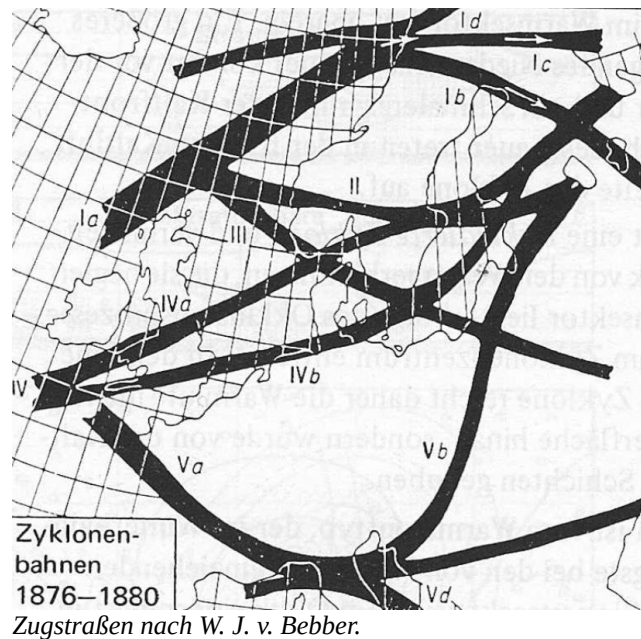 Id
Ic
Ib
II
Ia
III
IVa
IV
IVb
Va
Vb
Zyklonen-
bahnen
1876—1880
Vd
Zugstraßen nach W. J. v. Bebber.